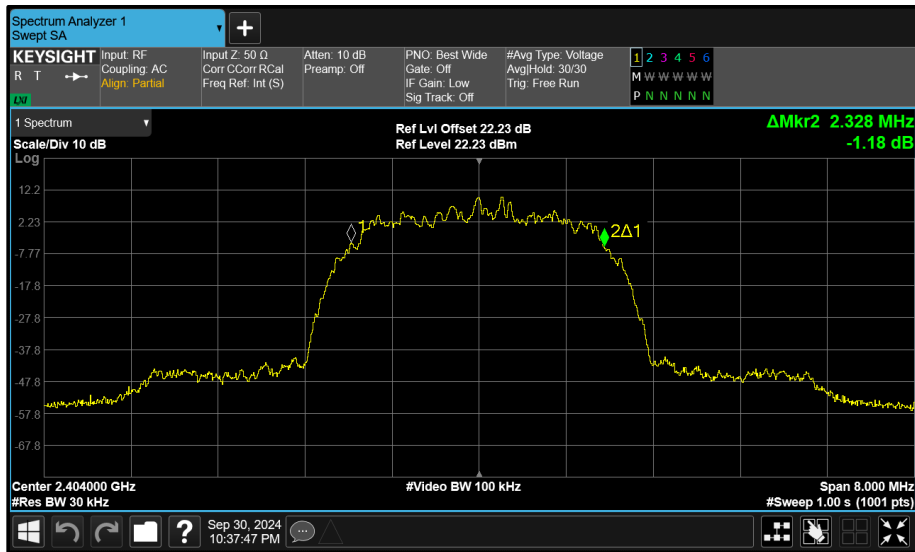 Spectrum Analyzer 1
Swept SA
+
KEYSIGHT
R T
LXI
Input: RF
Coupling: AC
Align: Partial
Input Z: 50 Ω
Corr CCorr RCal
Freq Ref: Int (S)
Atten: 10 dB
Preamp: Off
PNO: Best Wide
Gate: Off
IF Gain: Low
Sig Track: Off
#Avg Type: Voltage
Avg|Hold: 30/30
Trig: Free Run
1 2 3 4 5 6
M W W W W W
P N N N N N
1 Spectrum
Scale/Div 10 dB
Log
Ref Lvl Offset 22.23 dB
Ref Level 22.23 dBm
ΔMkr2 2.328 MHz
-1.18 dB
12.2
2.23
-7.77
-17.8
-27.8
-37.8
-47.8
-57.8
-67.8
1
2Δ1
Center 2.404000 GHz
#Video BW 100 kHz
Span 8.000 MHz
#Res BW 30 kHz
#Sweep 1.00 s (1001 pts)
?
Sep 30, 2024
10:37:47 PM